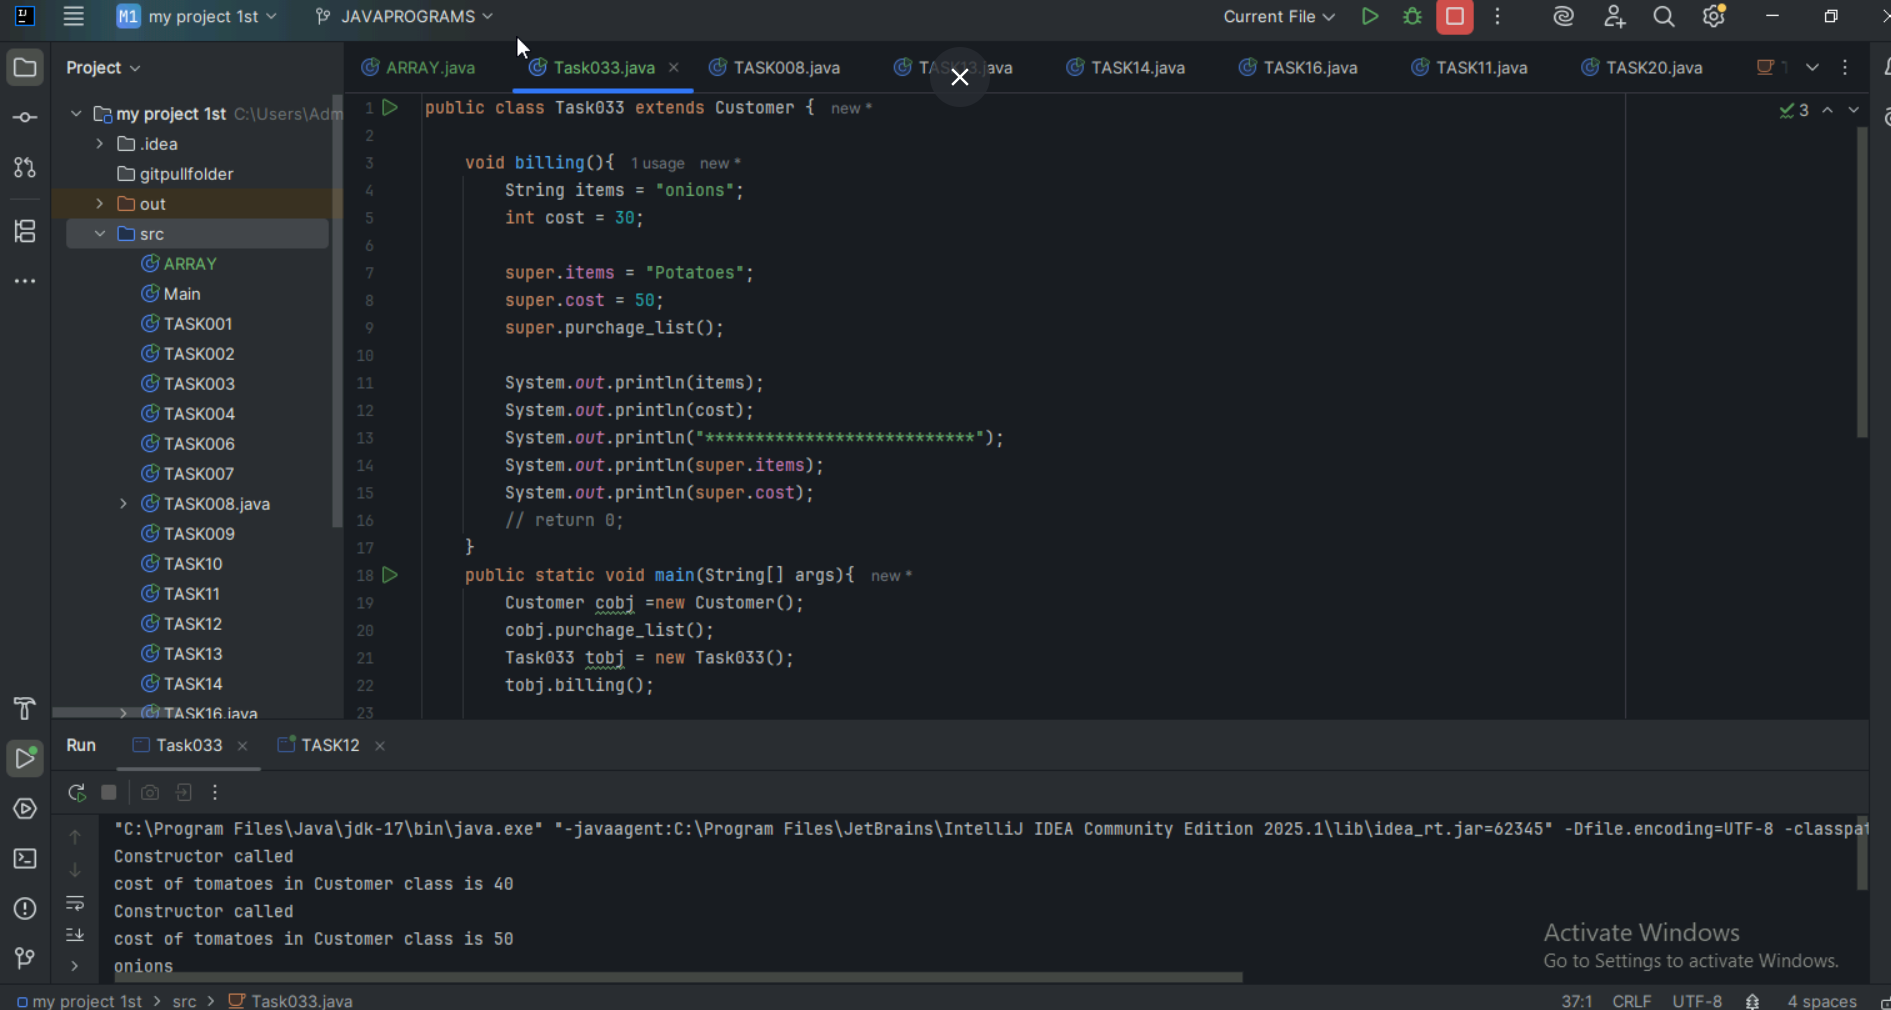 M1 my project 1st JAVAPROGRAMS Current File
Project
ARRAY.java Task033.java TASK008.java TASK14.java TASK16.java TASK11.java TASK20.java
my project 1st C:\Users\Adm
.idea
gitpullfolder
out
src
ARRAY
Main
TASK001
TASK002
TASK003
TASK004
TASK006
TASK007
TASK008.java
TASK009
TASK10
TASK11
TASK12
TASK13
TASK14
TASK16.java
3
1 public class Task033 extends Customer { new *
2
3 void billing(){ 1 usage new *
4 String items = "onions";
5 int cost = 30;
6
7 super.items = "Potatoes";
8 super.cost = 50;
9 super.purchage_list();
10
11 System.out.println(items);
12 System.out.println(cost);
13 System.out.println("***************************");
14 System.out.println(super.items);
15 System.out.println(super.cost);
16 // return 0;
17 }
18 public static void main(String[] args){ new *
19 Customer cobj =new Customer();
20 cobj.purchage_list();
21 Task033 tobj = new Task033();
22 tobj.billing();
23
Run Task033 TASK12
"C:\Program Files\Java\jdk-17\bin\java.exe" "-javaagent:C:\Program Files\JetBrains\IntelliJ IDEA Community Edition 2025.1\lib\idea_rt.jar=62345" -Dfile.encoding=UTF-8 -classpat
Constructor called
cost of tomatoes in Customer class is 40
Constructor called
cost of tomatoes in Customer class is 50
onions
Activate Windows
Go to Settings to activate Windows.
my project 1st > src > Task033.java 37:1 CRLF UTF-8 4 spaces